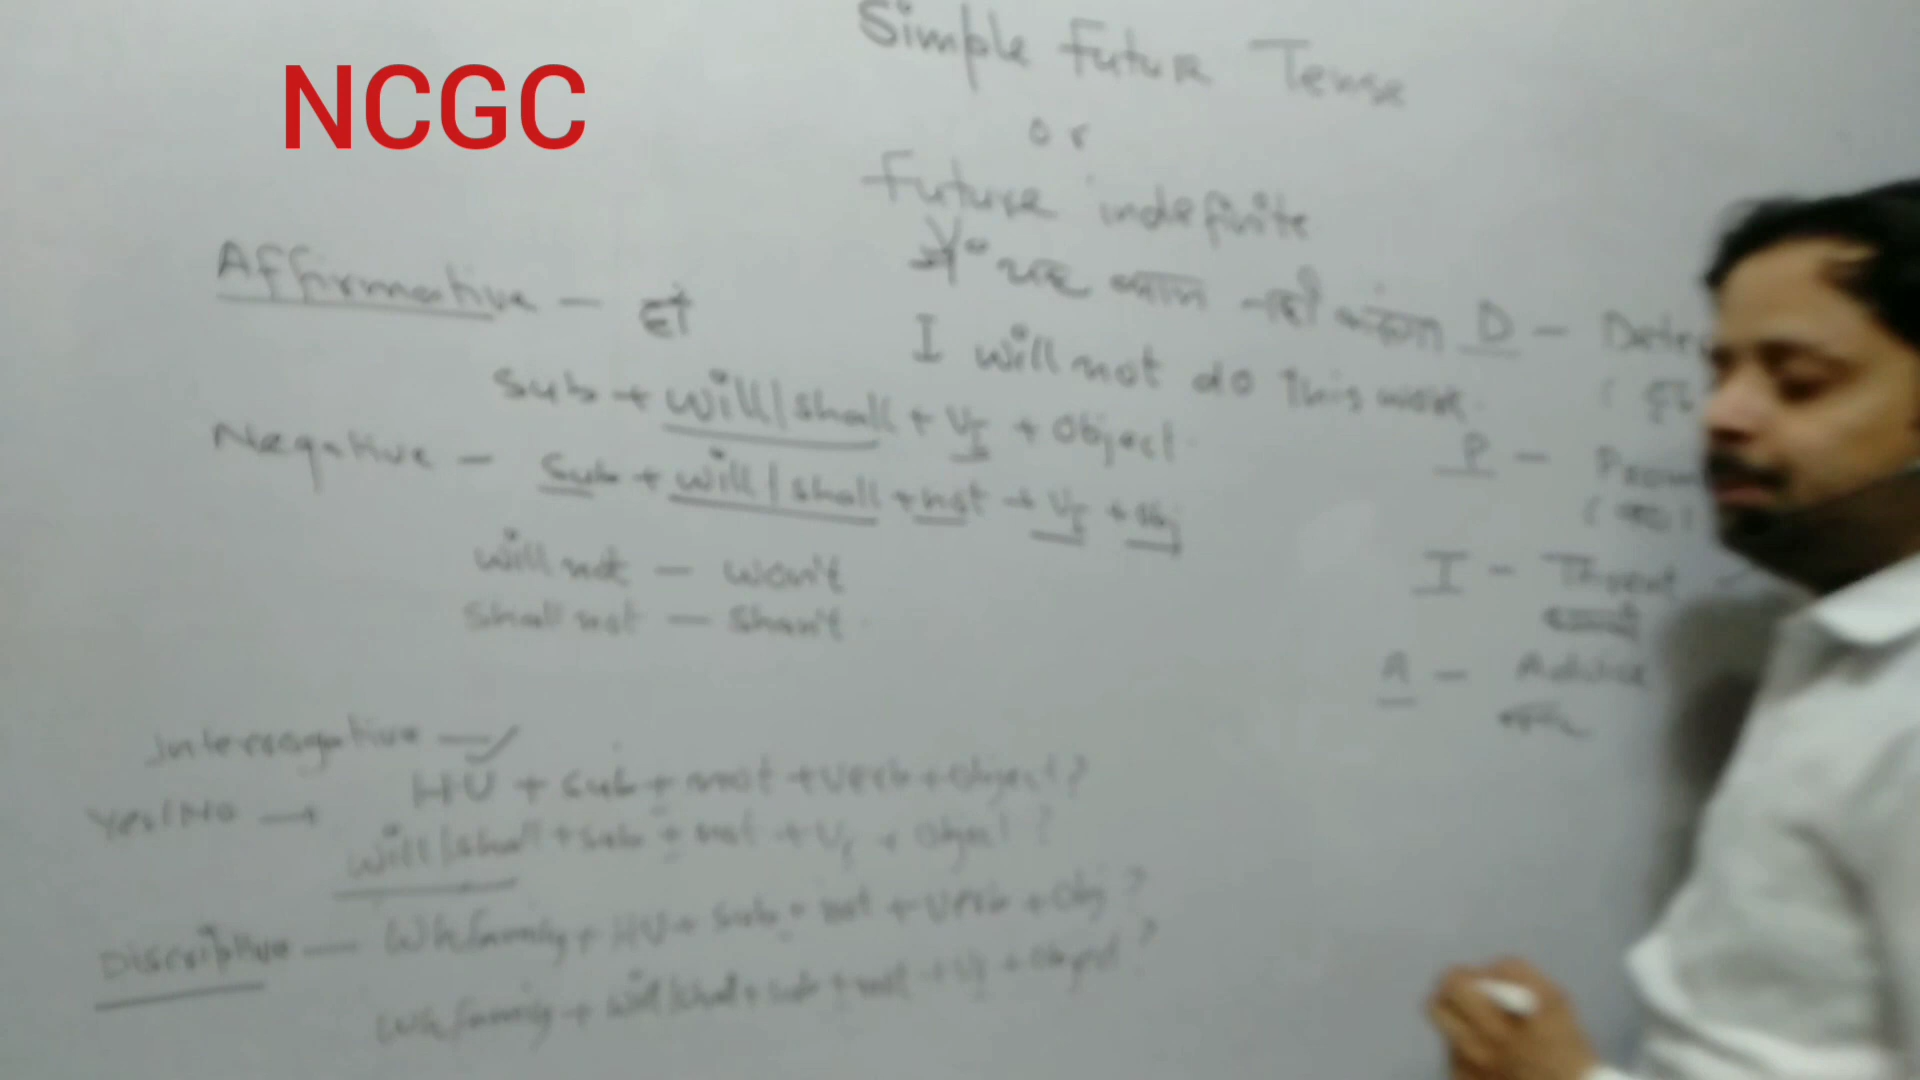 NCGC
Simple Future Tense
or
Future indefinite
मैं यह काम नहीं करूंगा
I will not do this work.
Affirmative - हाँ
Sub + will/shall + V1 + object.
Negative - Sub + will/shall + not + V1 + obj
will not - won't
Shall not - Shan't
Interrogative -
HV + sub + not + verb + object?
Yes/No →
will/shall + sub + not + V1 + object?
Discriptive - Wh family + HV + sub + not + verb + obj?
Wh family + will/shall + sub + not + V1 + object?
D -
P -
I - Threat
A - Advice